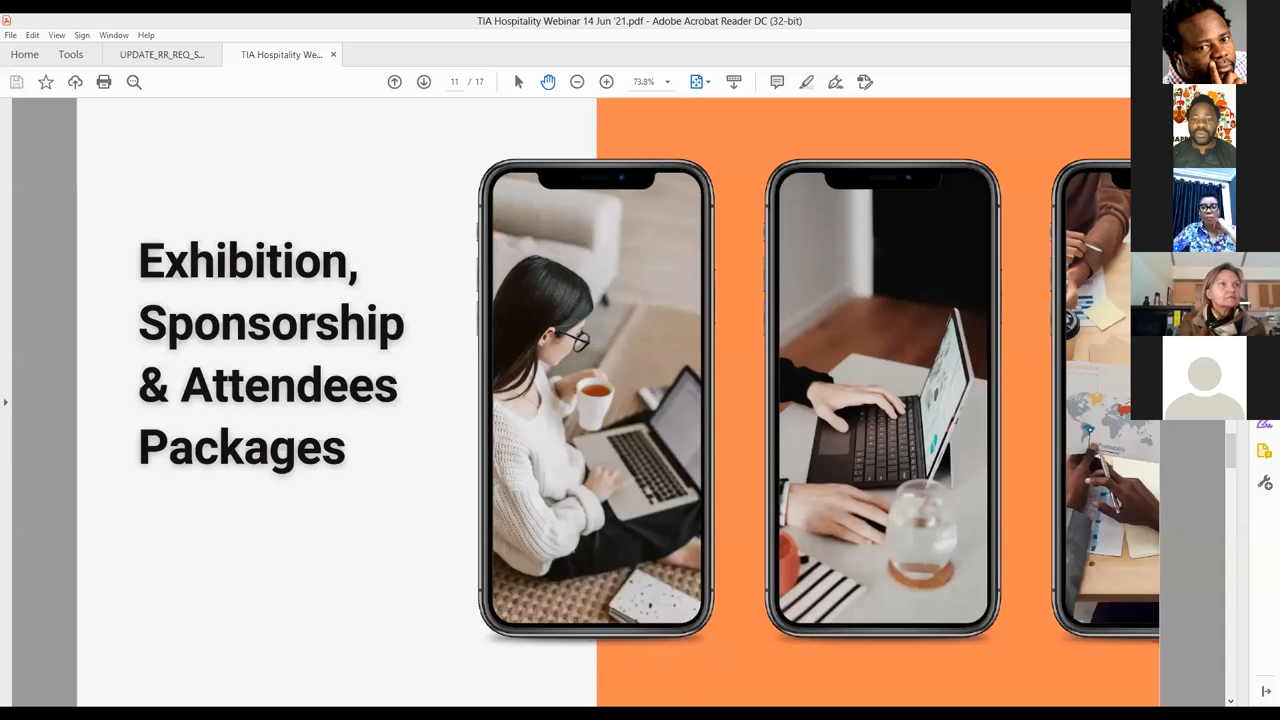 TIA Hospitality Webinar 14 Jun '21.pdf - Adobe Acrobat Reader DC (32-bit)
File Edit View Sign Window Help
Home Tools UPDATE_RR_REQ_S... TIA Hospitality We... ×
11 / 17 73.8%
Exhibition,
Sponsorship
& Attendees
Packages